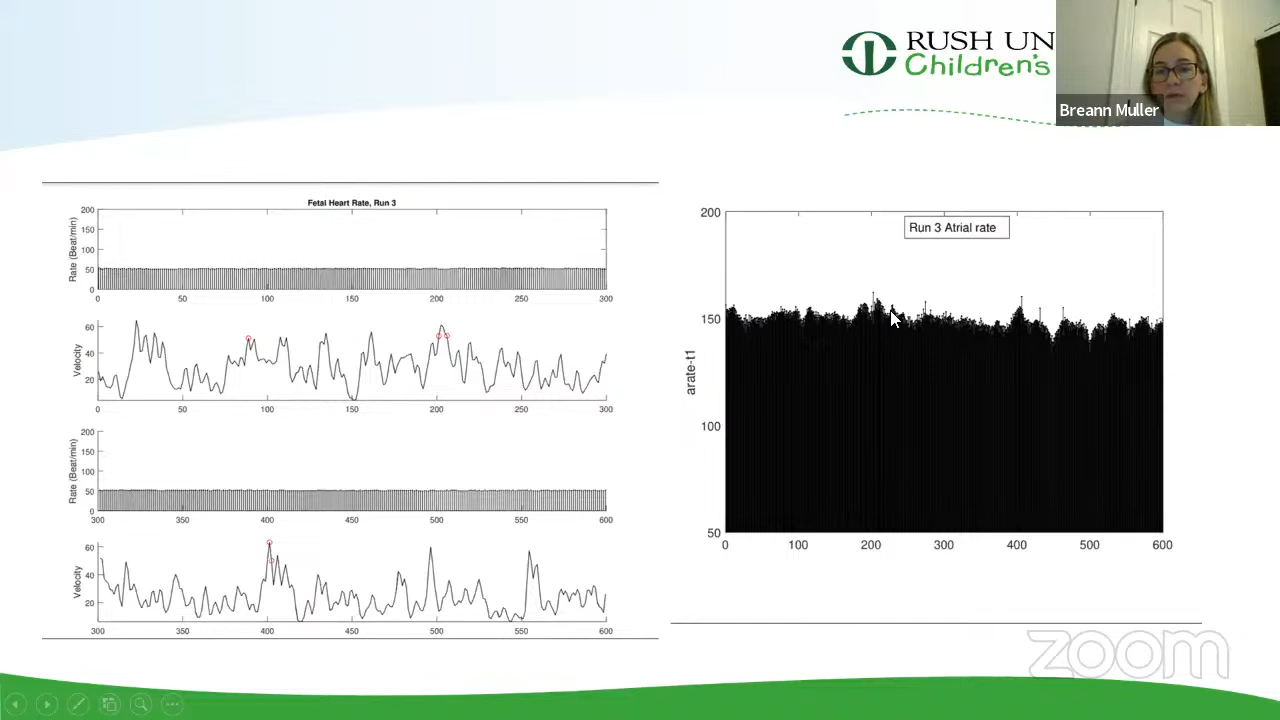 RUSH UN
Children's
Breann Muller
Fetal Heart Rate, Run 3
Rate (Beat/min)
200
150
100
50
0
0 50 100 150 200 250 300
Velocity
60
40
20
0 50 100 150 200 250 300
Rate (Beat/min)
200
150
100
50
0
300 350 400 450 500 550 600
Velocity
60
40
20
300 350 400 450 500 550 600
Run 3 Atrial rate
arate-t1
200
150
100
50
0 100 200 300 400 500 600
zoom